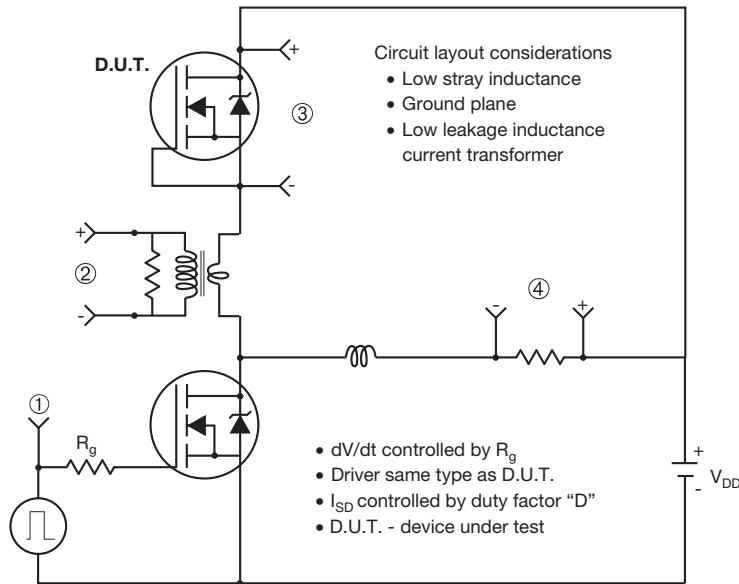 D.U.T.
+
-
③
Circuit layout considerations
• Low stray inductance
• Ground plane
• Low leakage inductance
current transformer
+
②
-
④
-
+
①
Rg
• dV/dt controlled by Rg
• Driver same type as D.U.T.
• ISD controlled by duty factor “D”
• D.U.T. - device under test
+
-
VDD